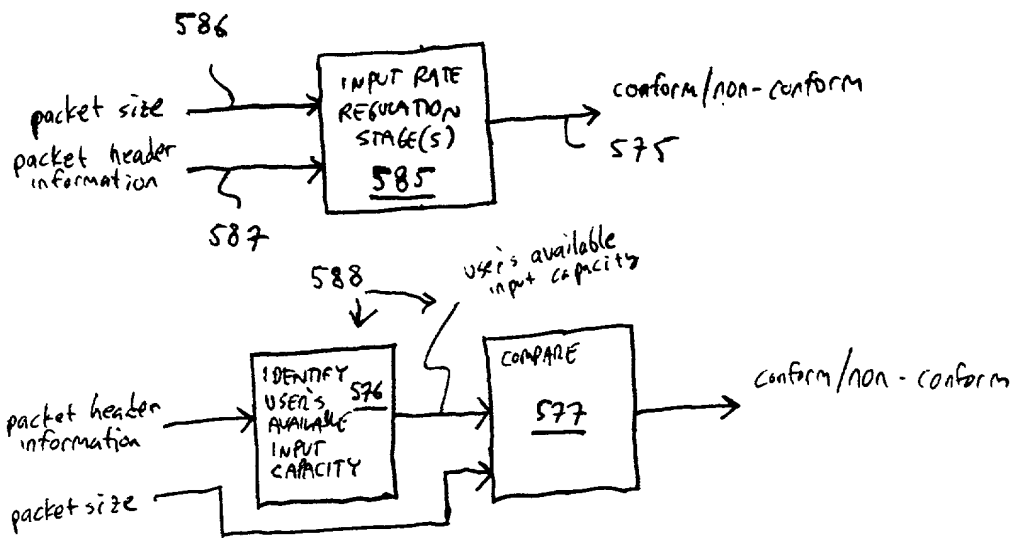 586
packet size
packet header
information
587
INPUT RATE
REGULATION
STAGE(S)
585
conform/non-conform
575
588
user's available
input capacity
packet header
information
packet size
IDENTIFY
USER'S 576
AVAILABLE
INPUT
CAPACITY
COMPARE
577
conform/non-conform